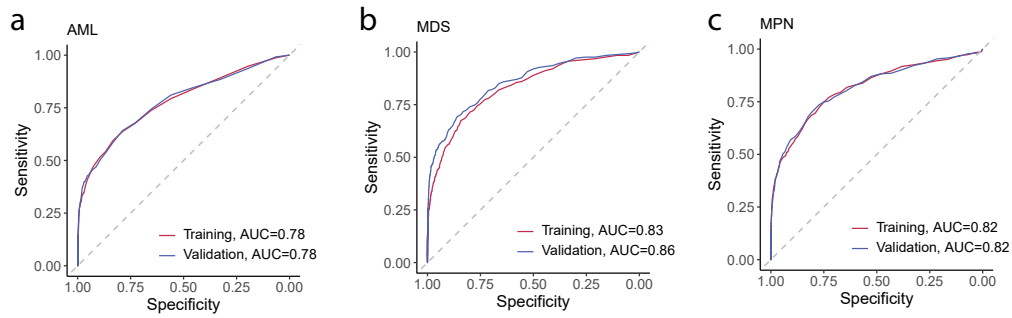 a
AML
1.00
0.75
0.50
0.25
0.00
Sensitivity
1.00 0.75 0.50 0.25 0.00
Specificity
Training, AUC=0.78
Validation, AUC=0.78
b
MDS
1.00
0.75
0.50
0.25
0.00
Sensitivity
1.00 0.75 0.50 0.25 0.00
Specificity
Training, AUC=0.83
Validation, AUC=0.86
c
MPN
1.00
0.75
0.50
0.25
0.00
Sensitivity
1.00 0.75 0.50 0.25 0.00
Specificity
Training, AUC=0.82
Validation, AUC=0.82